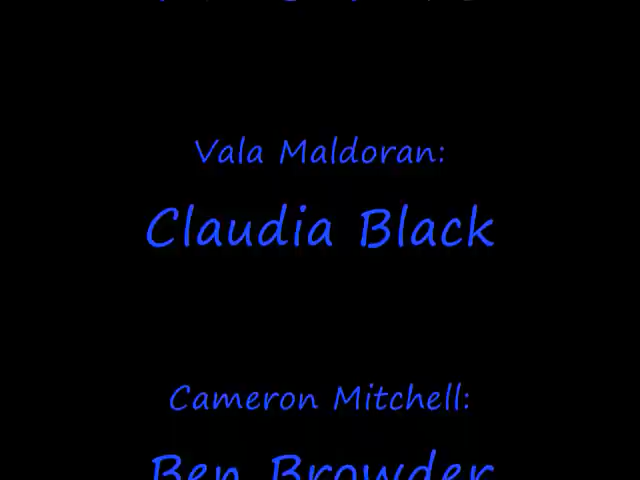 Vala Maldoran:
Claudia Black
Cameron Mitchell:
Ben Browder